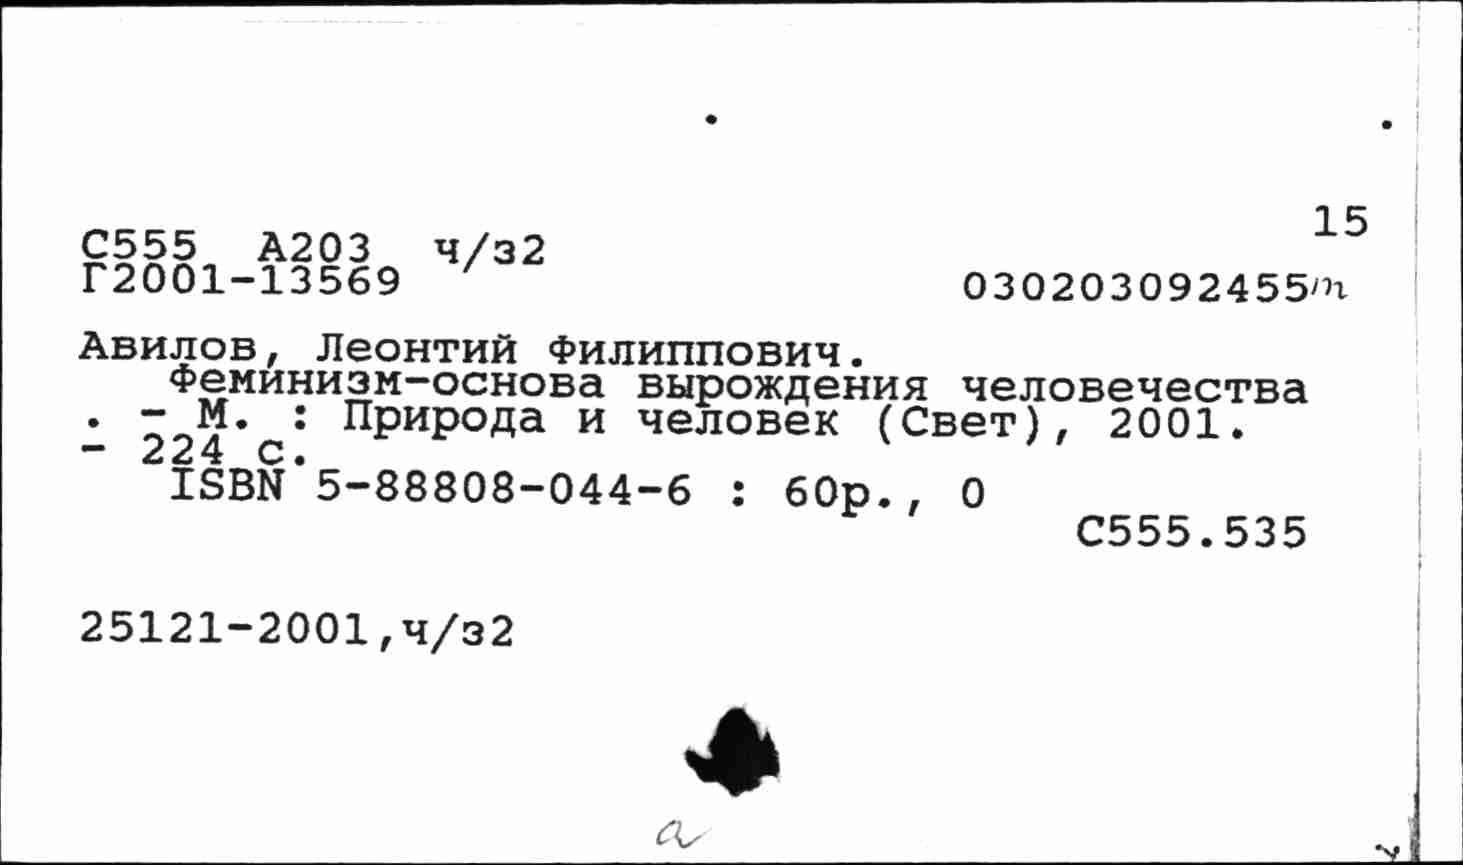 15
С555 А203 ч/з2
Г2001-13569
030203092455m
Авилов, Леонтий Филиппович.
Феминизм-основа вырождения человечества
. - М. : Природа и человек (Свет), 2001.
- 224 с.
ISBN 5-88808-044-6 : 60р., 0
С555.535
25121-2001,ч/з2
a